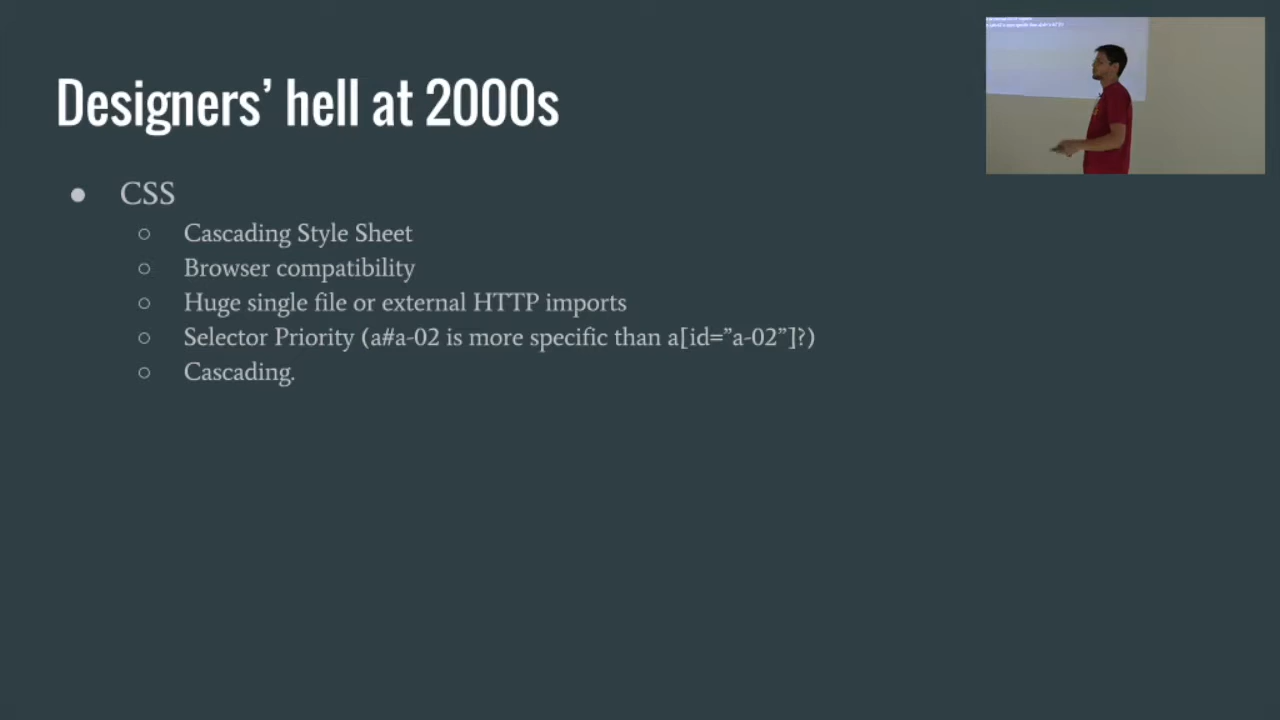 Designers’ hell at 2000s
● CSS
○ Cascading Style Sheet
○ Browser compatibility
○ Huge single file or external HTTP imports
○ Selector Priority (a#a-02 is more specific than a[id=”a-02”]?)
○ Cascading.